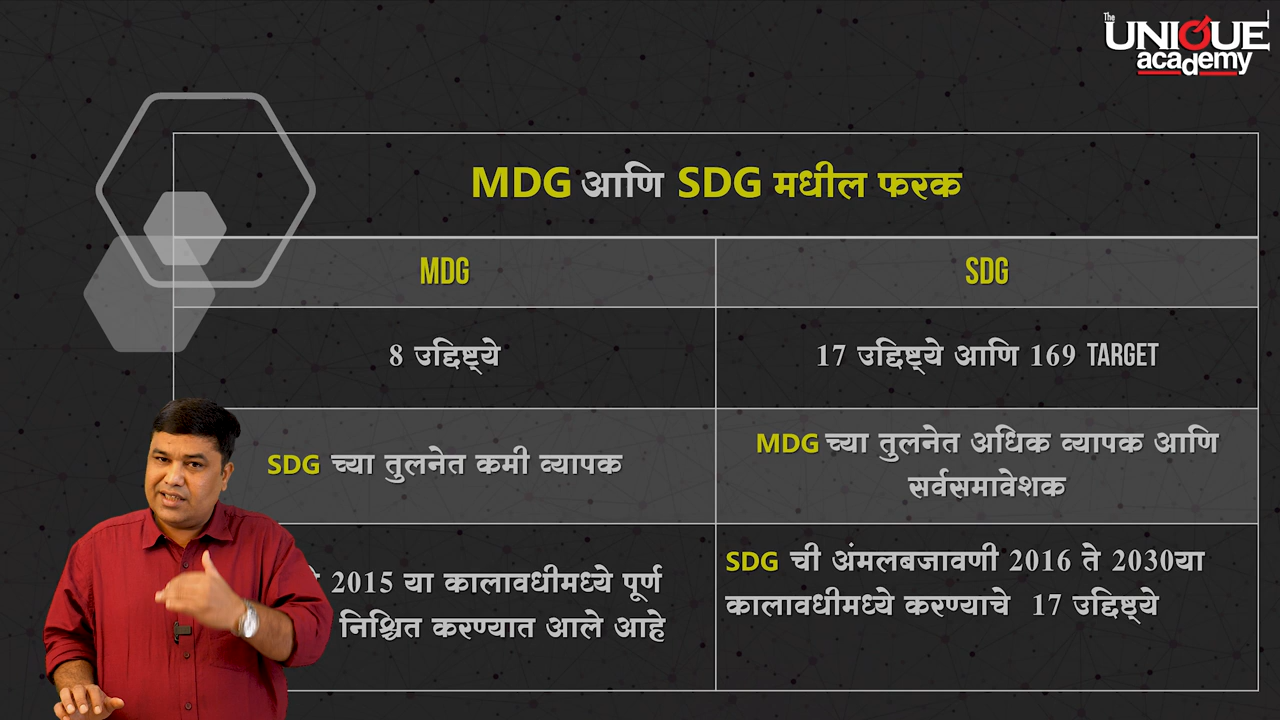 The
UNIQUE
academy
MDG आणि SDG मधील फरक
MDG
SDG
8 उद्दिष्ट्ये
17 उद्दिष्ट्ये आणि 169 TARGET
SDG च्या तुलनेत कमी व्यापक
MDG च्या तुलनेत अधिक व्यापक आणि
सर्वसमावेशक
2015 या कालावधीमध्ये पूर्ण
निश्चित करण्यात आले आहे
SDG ची अंमलबजावणी 2016 ते 2030या
कालावधीमध्ये करण्याचे 17 उद्दिष्ट्ये